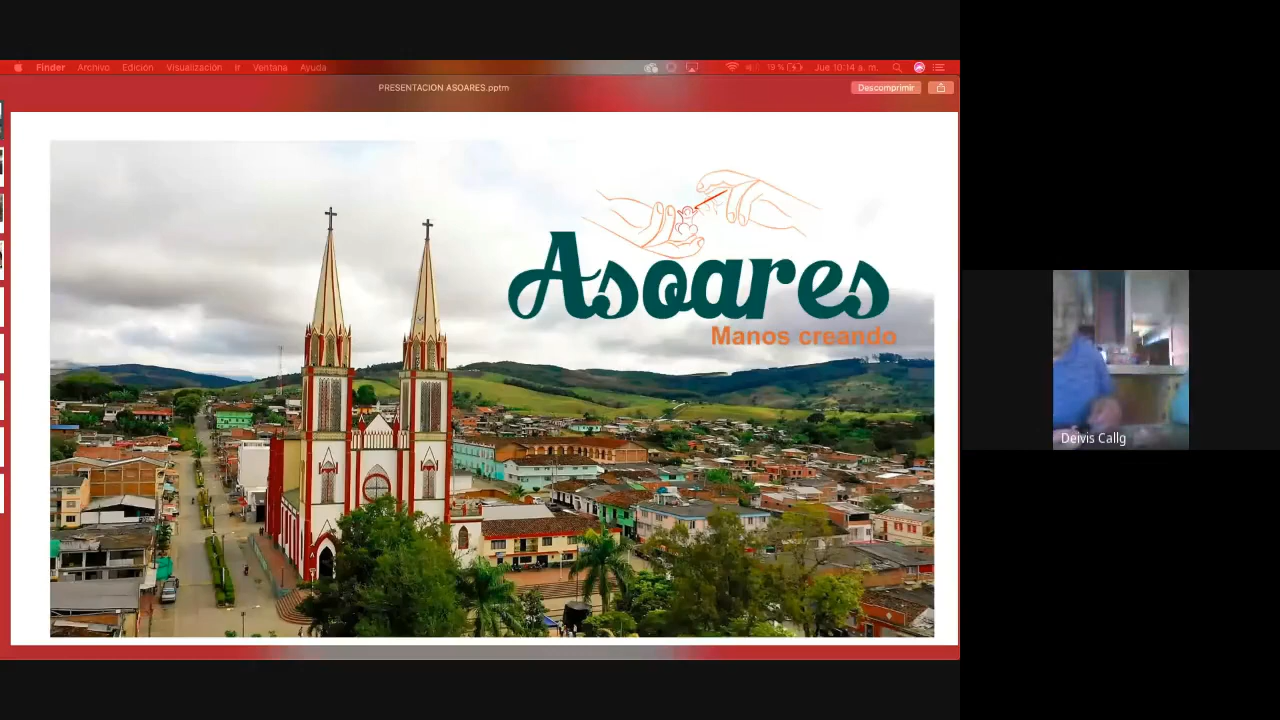 Finder Archivo Edición Visualización Ir Ventana Ayuda 19 % Jue 10:14 a. m.
PRESENTACION ASOARES.pptm
Descomprimir
Asoares
Manos creando
Deivis Callg